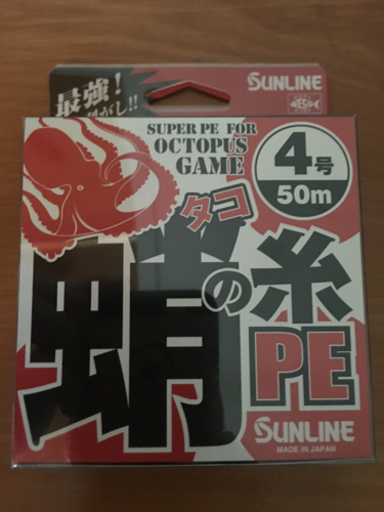 最強!
SUNLINE
SUPER PE FOR
OCTOPUS
GAME
4号
50m
タコ
蛸の糸
PE
SUNLINE
MADE IN JAPAN